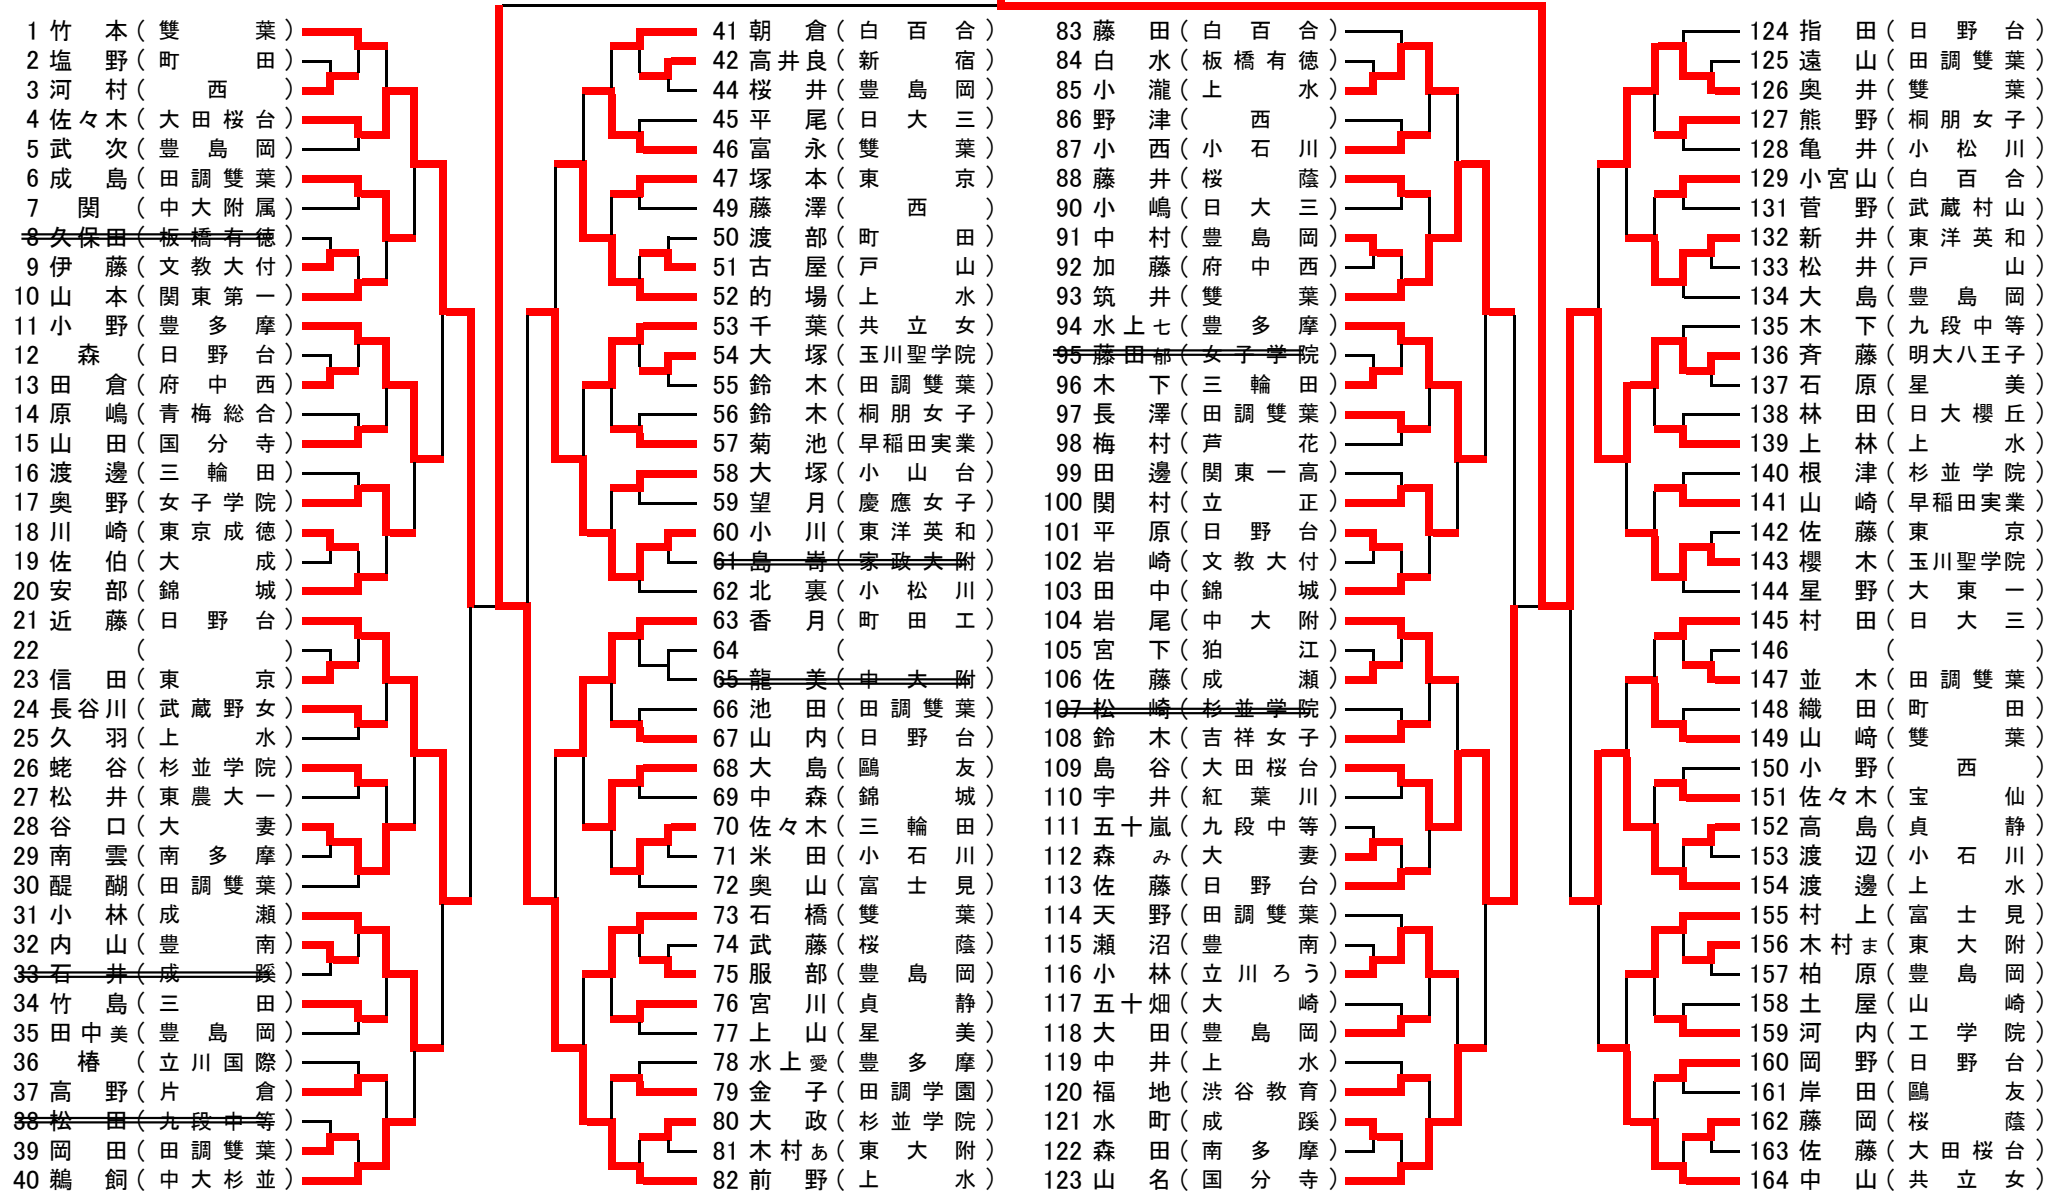 1 竹本(雙葉)
2 塩野(町田)
3 河村(西)
4 佐々木(大田桜台)
5 武次(豊島岡)
6 成島(田調雙葉)
7 関(中大附属)
8 久保田(板橋有徳)
9 伊藤(文教大付)
10 山本(関東第一)
11 小野(豊多摩)
12 森(日野台)
13 田倉(府中西)
14 原嶋(青梅総合)
15 山田(国分寺)
16 渡邊(三輪田)
17 奥野(女子学院)
18 川崎(東京成徳)
19 佐伯(大成)
20 安部(錦城)
21 近藤(日野台)
22 ( )
23 信田(東京)
24 長谷川(武蔵野女)
25 久羽(上水)
26 蛯谷(杉並学院)
27 松井(東農大一)
28 谷口(大妻)
29 南雲(南多摩)
30 醍醐(田調雙葉)
31 小林(成瀬)
32 内山(豊南)
33 石井(成蹊)
34 竹島(三田)
35 田中美(豊島岡)
36 椿(立川国際)
37 高野(片倉)
38 松田(九段中等)
39 岡田(田調雙葉)
40 鵜飼(中大杉並)
41 朝倉(白百合)
42 高井良(新宿)
44 桜井(豊島岡)
45 平尾(日大三)
46 富永(雙葉)
47 塚本(東京)
49 藤澤(西)
50 渡部(町田)
51 古屋(戸山)
52 的場(上水)
53 千葉(共立女)
54 大塚(玉川聖学院)
55 鈴木(田調雙葉)
56 鈴木(桐朋女子)
57 菊池(早稲田実業)
58 大塚(小山台)
59 望月(慶應女子)
60 小川(東洋英和)
61 島嵜(家政大附)
62 北裏(小松川)
63 香月(町田工)
64 ( )
65 龍美(中大附)
66 池田(田調雙葉)
67 山内(日野台)
68 大島(鷗友)
69 中森(錦城)
70 佐々木(三輪田)
71 米田(小石川)
72 奥山(富士見)
73 石橋(雙葉)
74 武藤(桜蔭)
75 服部(豊島岡)
76 宮川(貞静)
77 上山(星美)
78 水上愛(豊多摩)
79 金子(田調学園)
80 大政(杉並学院)
81 木村あ(東大附)
82 前野(上水)
83 藤田(白百合)
84 白水(板橋有徳)
85 小瀧(上水)
86 野津(西)
87 小西(小石川)
88 藤井(桜蔭)
90 小嶋(日大三)
91 中村(豊島岡)
92 加藤(府中西)
93 筑井(雙葉)
94 水上七(豊多摩)
95 藤田郁(女子学院)
96 木下(三輪田)
97 長澤(田調雙葉)
98 梅村(芦花)
99 田邊(関東一高)
100 関村(立正)
101 平原(日野台)
102 岩崎(文教大付)
103 田中(錦城)
104 岩尾(中大附)
105 宮下(狛江)
106 佐藤(成瀬)
107 松崎(杉並学院)
108 鈴木(吉祥女子)
109 島谷(大田桜台)
110 宇井(紅葉川)
111 五十嵐(九段中等)
112 森み(大妻)
113 佐藤(日野台)
114 天野(田調雙葉)
115 瀬沼(豊南)
116 小林(立川ろう)
117 五十畑(大崎)
118 大田(豊島岡)
119 中井(上水)
120 福地(渋谷教育)
121 水町(成蹊)
122 森田(南多摩)
123 山名(国分寺)
124 指田(日野台)
125 遠山(田調雙葉)
126 奥井(雙葉)
127 熊野(桐朋女子)
128 亀井(小松川)
129 小宮山(白百合)
131 菅野(武蔵村山)
132 新井(東洋英和)
133 松井(戸山)
134 大島(豊島岡)
135 木下(九段中等)
136 斉藤(明大八王子)
137 石原(星美)
138 林田(日大櫻丘)
139 上林(上水)
140 根津(杉並学院)
141 山崎(早稲田実業)
142 佐藤(東京)
143 櫻木(玉川聖学院)
144 星野(大東一)
145 村田(日大三)
146 ( )
147 並木(田調雙葉)
148 織田(町田)
149 山﨑(雙葉)
150 小野(西)
151 佐々木(宝仙)
152 高島(貞静)
153 渡辺(小石川)
154 渡邊(上水)
155 村上(富士見)
156 木村ま(東大附)
157 柏原(豊島岡)
158 土屋(山崎)
159 河内(工学院)
160 岡野(日野台)
161 岸田(鷗友)
162 藤岡(桜蔭)
163 佐藤(大田桜台)
164 中山(共立女)